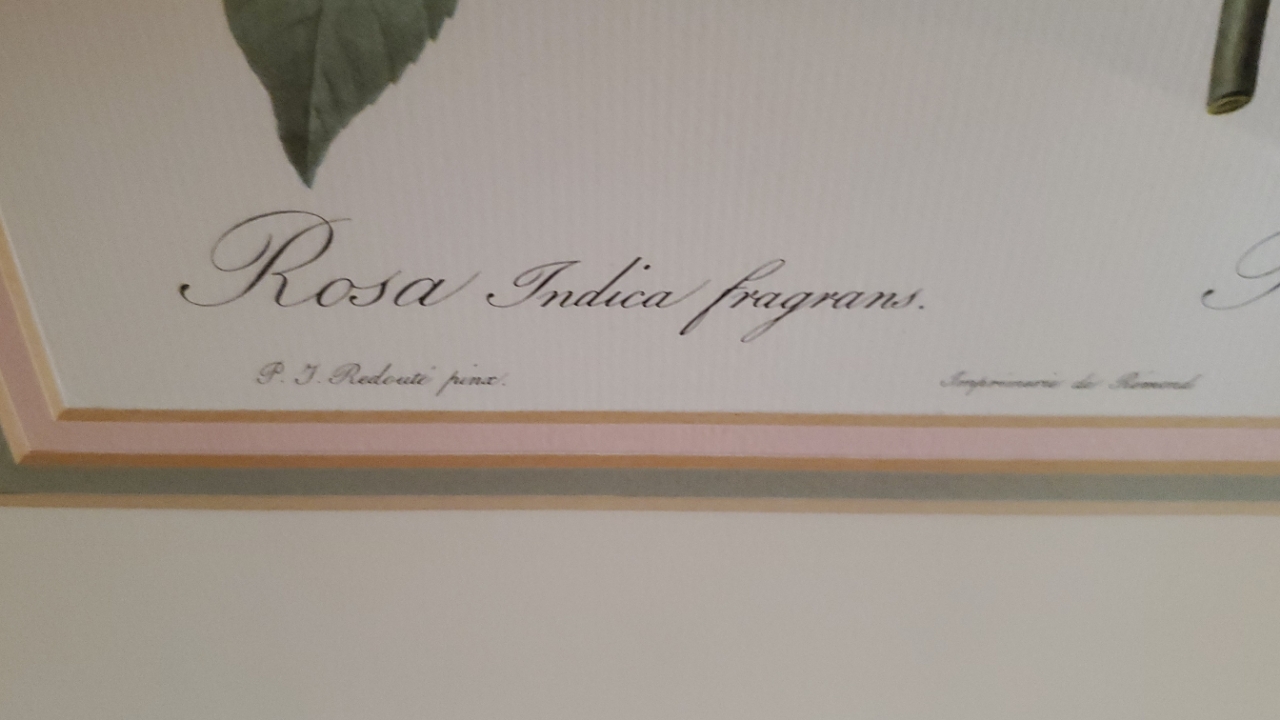 Rosa Indica fragrans.
P. J. Redouté pinx. Imprimerie de Rémond